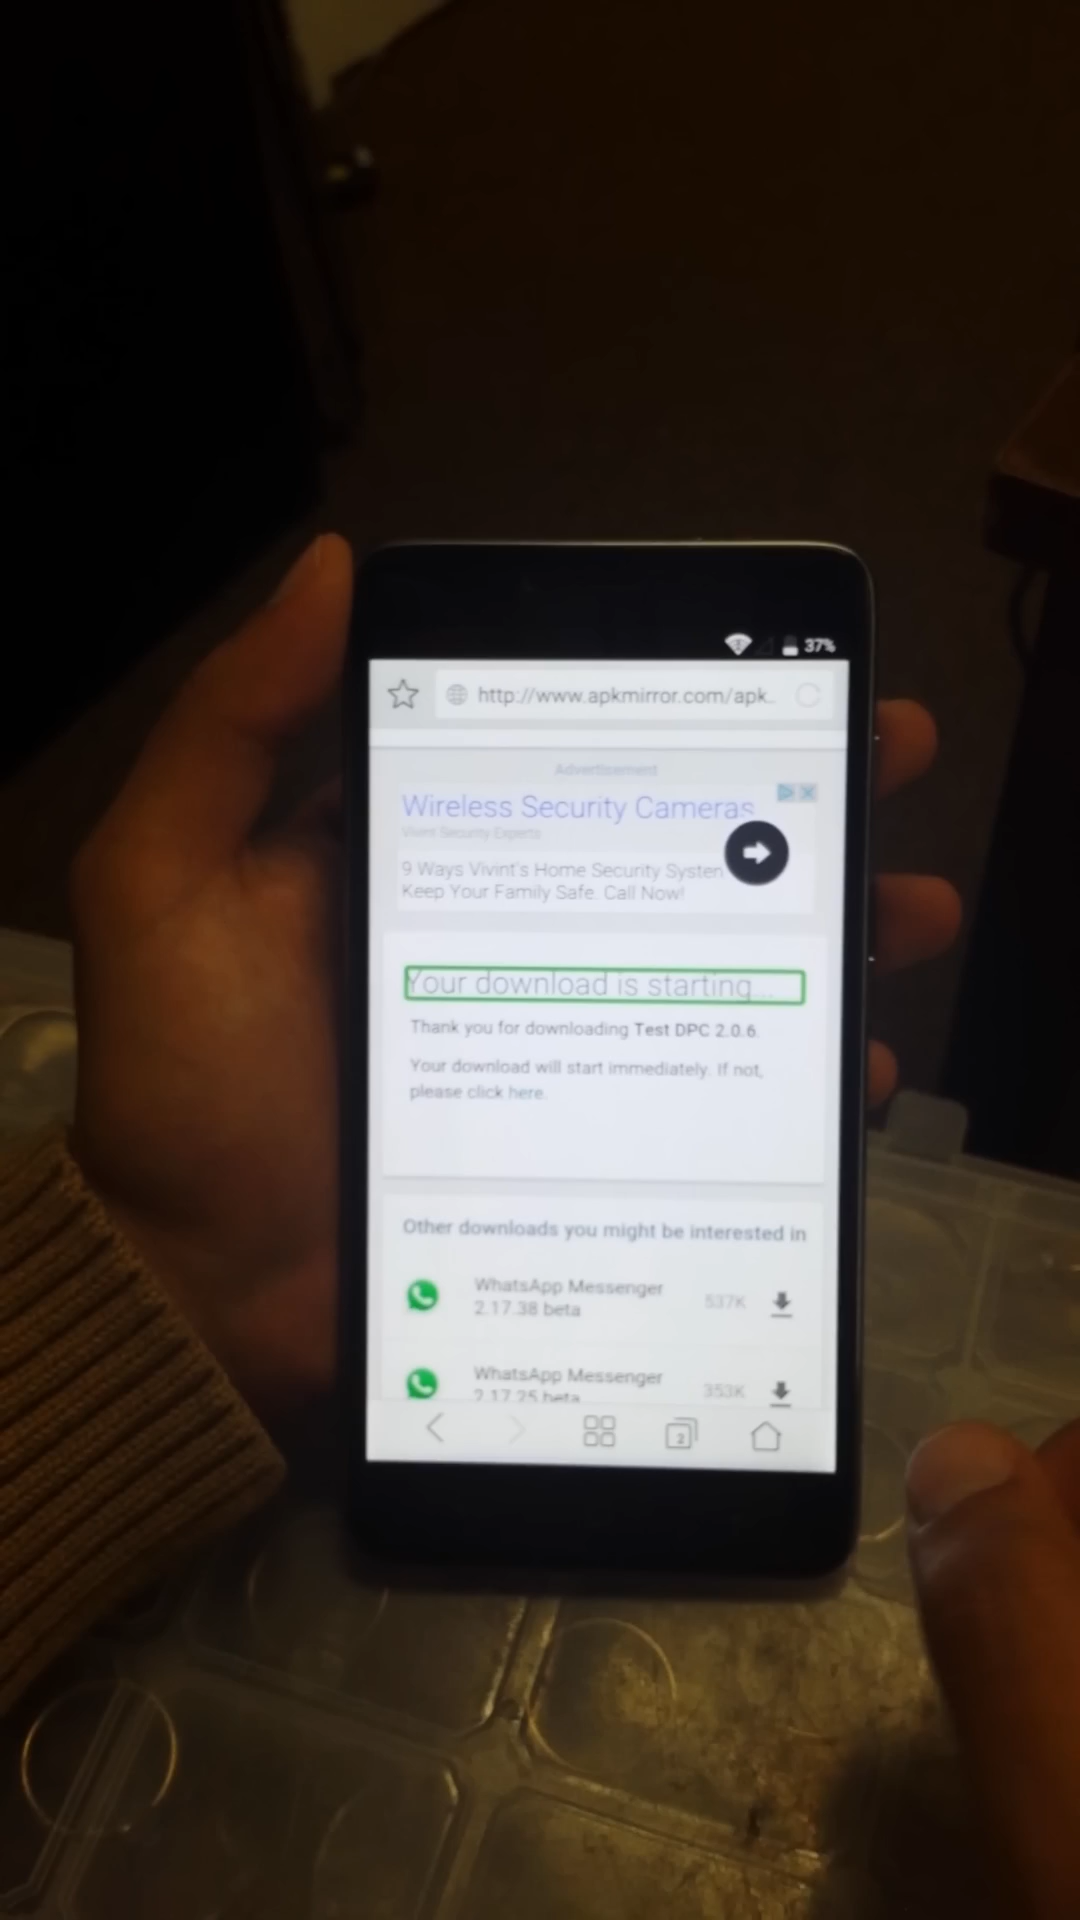 37%
http://www.apkmirror.com/apk..
Advertisement
Wireless Security Cameras
Vivint Security Experts
9 Ways Vivint's Home Security System
Keep Your Family Safe. Call Now!
Your download is starting...
Thank you for downloading Test DPC 2.0.6.
Your download will start immediately. If not,
please click here.
Other downloads you might be interested in
WhatsApp Messenger
2.17.38 beta
537K
WhatsApp Messenger
2.17.25 beta
353K
2